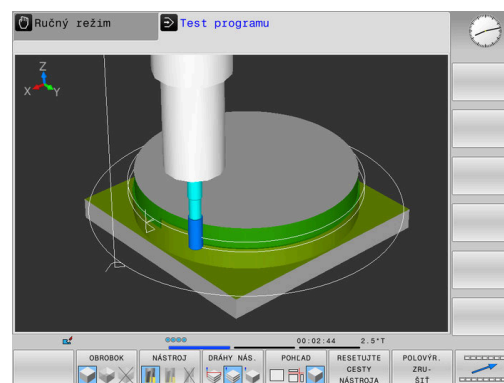 Ručný režim
Test programu
Z
X
Y
00:02:44 2.5*T
OBROBOK
NÁSTROJ
DRÁHY NÁS.
POHĽAD
RESETUJTE
CESTY
NÁSTROJA
POLOVÝR.
ZRU-
ŠIŤ